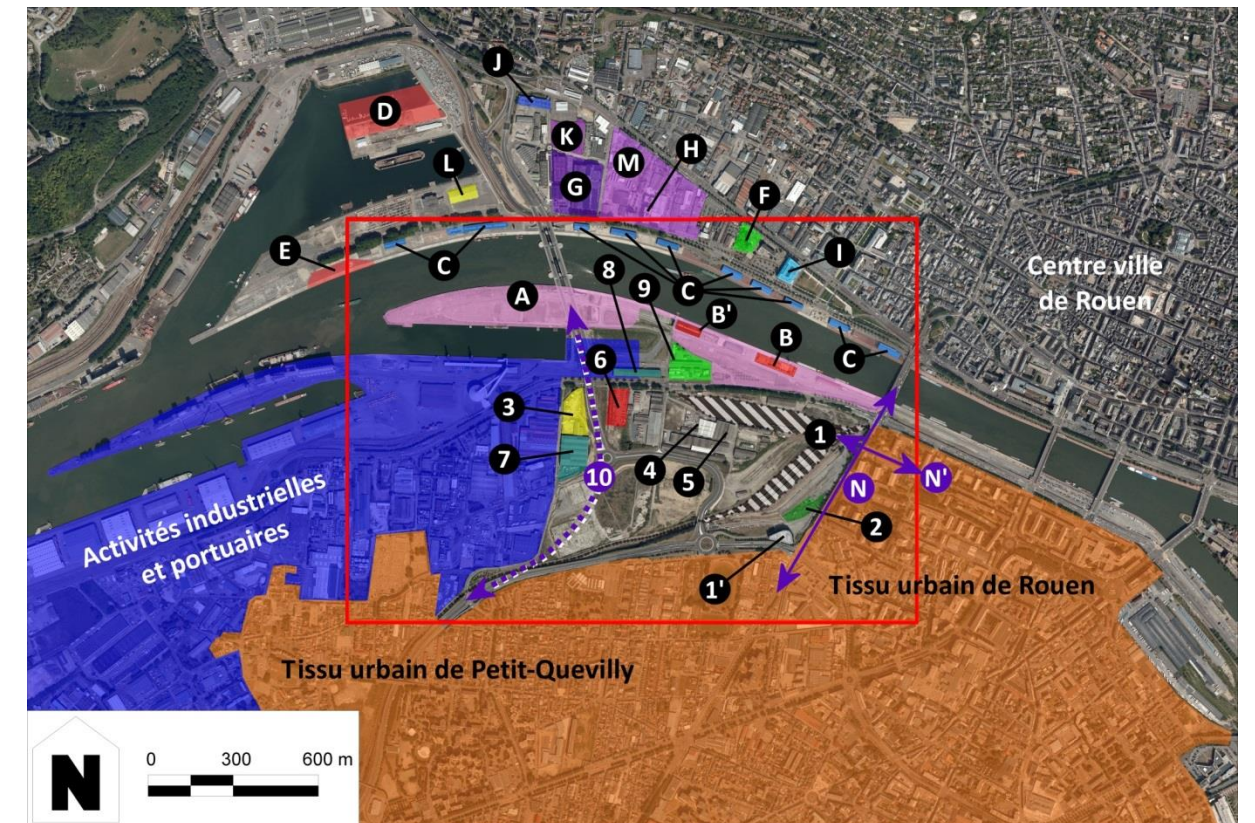 J
D
K
M
H
L
G
F
E
C
8
I
Centre ville
de Rouen
A
9
C
B'
6
B
C
3
1
7
4
5
10
N
N'
Activités industrielles
et portuaires
2
1'
Tissu urbain de Rouen
Tissu urbain de Petit-Quevilly
0 300 600 m
N